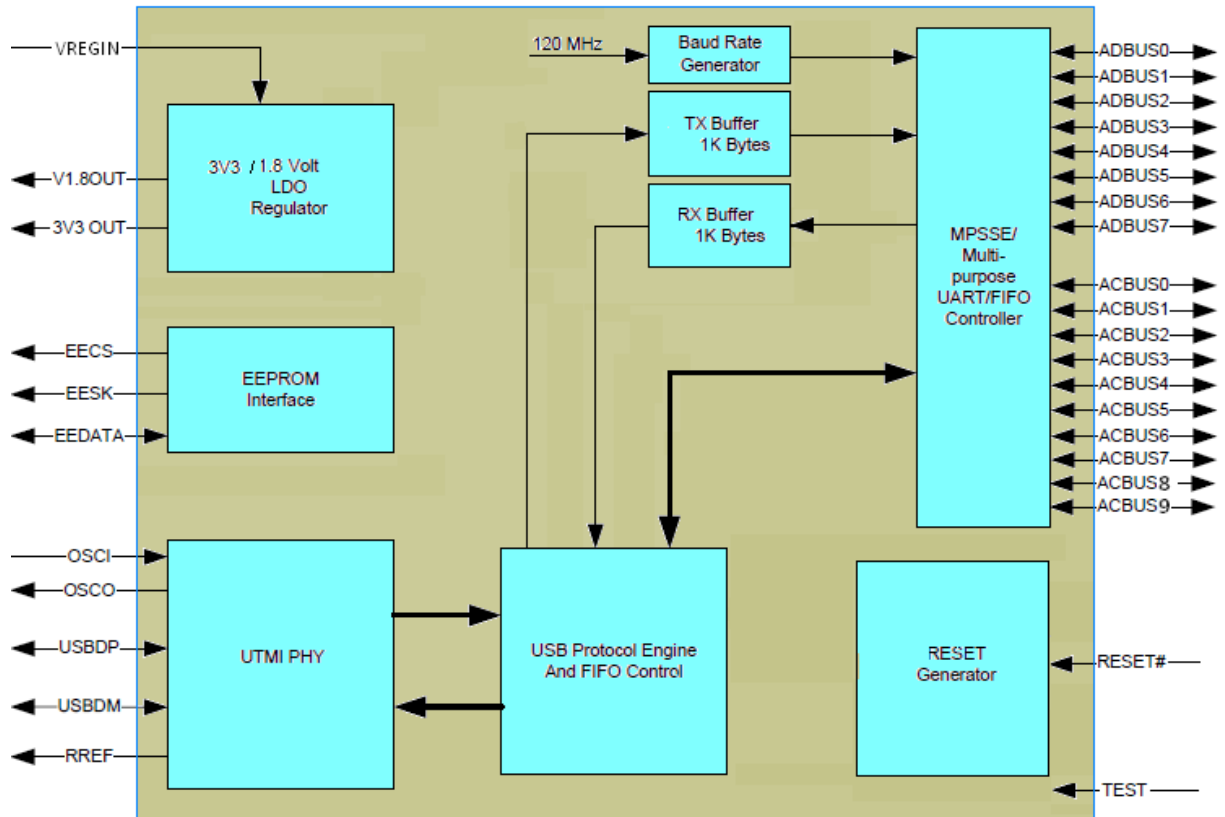 VREGIN
3V3 / 1.8 Volt
LDO
Regulator
V1.8OUT
3V3 OUT
EECS
EESK
EEDATA
EEPROM
Interface
OSCI
OSCO
USBDP
USBDM
RREF
UTMI PHY
120 MHz
Baud Rate
Generator
TX Buffer
1K Bytes
RX Buffer
1K Bytes
USB Protocol Engine
And FIFO Control
MPSSE/
Multi-
purpose
UART/FIFO
Controller
RESET
Generator
ADBUS0
ADBUS1
ADBUS2
ADBUS3
ADBUS4
ADBUS5
ADBUS6
ADBUS7
ACBUS0
ACBUS1
ACBUS2
ACBUS3
ACBUS4
ACBUS5
ACBUS6
ACBUS7
ACBUS8
ACBUS9
RESET#
TEST